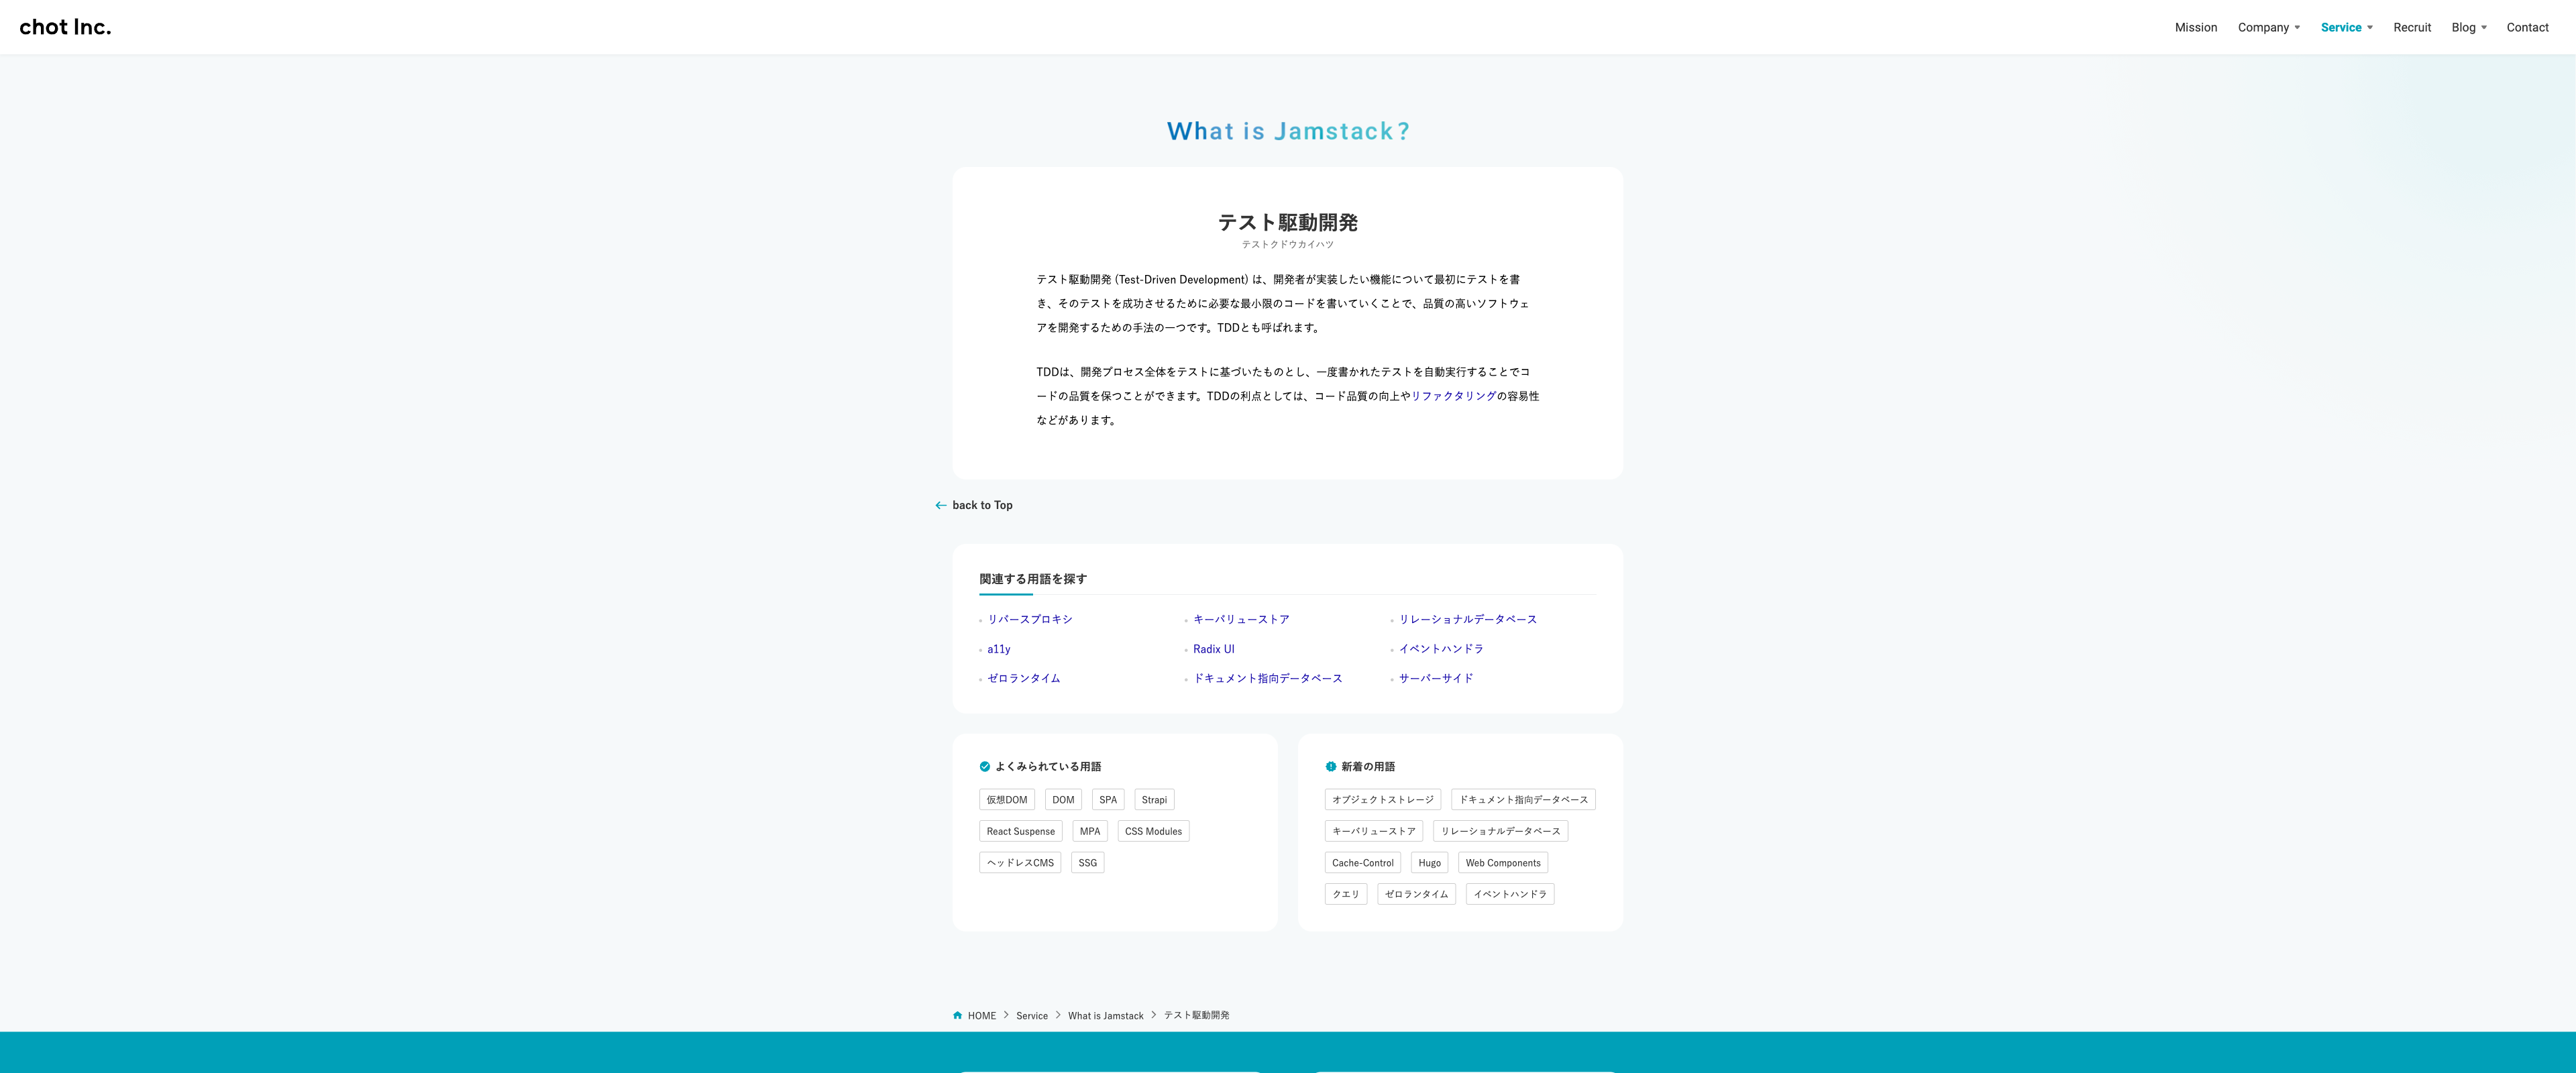 chot Inc.
Mission Company Service Recruit Blog Contact
What is Jamstack?
テスト駆動開発
テストクドウカイハツ
テスト駆動開発 (Test-Driven Development) は、開発者が実装したい機能について最初にテストを書
き、そのテストを成功させるために必要な最小限のコードを書いていくことで、品質の高いソフトウェ
アを開発するための手法の一つです。TDDとも呼ばれます。
TDDは、開発プロセス全体をテストに基づいたものとし、一度書かれたテストを自動実行することでコ
ードの品質を保つことができます。TDDの利点としては、コード品質の向上やリファクタリングの容易性
などがあります。
back to Top
関連する用語を探す
リバースプロキシ キーバリューストア リレーショナルデータベース
a11y Radix UI イベントハンドラ
ゼロランタイム ドキュメント指向データベース サーバーサイド
よくみられている用語
仮想DOM DOM SPA Strapi
React Suspense MPA CSS Modules
ヘッドレスCMS SSG
新着の用語
オブジェクトストレージ ドキュメント指向データベース
キーバリューストア リレーショナルデータベース
Cache-Control Hugo Web Components
クエリ ゼロランタイム イベントハンドラ
HOME Service What is Jamstack テスト駆動開発